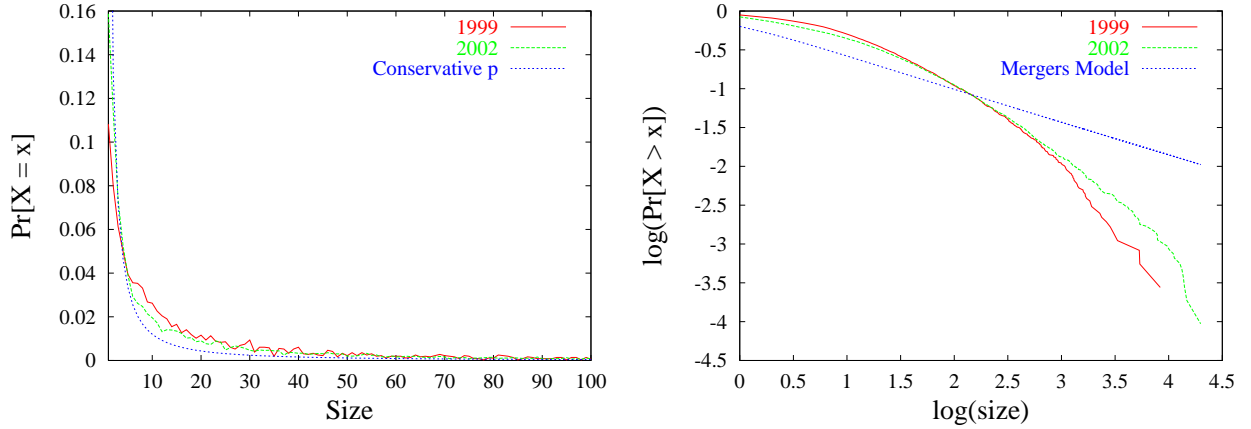 0.16
0.14
0.12
0.1
0.08
0.06
0.04
0.02
0
10 20 30 40 50 60 70 80 90 100
Pr[X = x]
Size
1999
2002
Conservative p
0
-0.5
-1
-1.5
-2
-2.5
-3
-3.5
-4
-4.5
0 0.5 1 1.5 2 2.5 3 3.5 4 4.5
log(Pr[X > x])
log(size)
1999
2002
Mergers Model